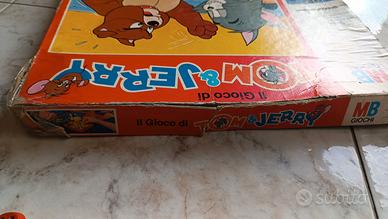 Il Gioco di
TOM & JERRY
Il Gioco di TOM & JERRY MB
GIOCHI
subito